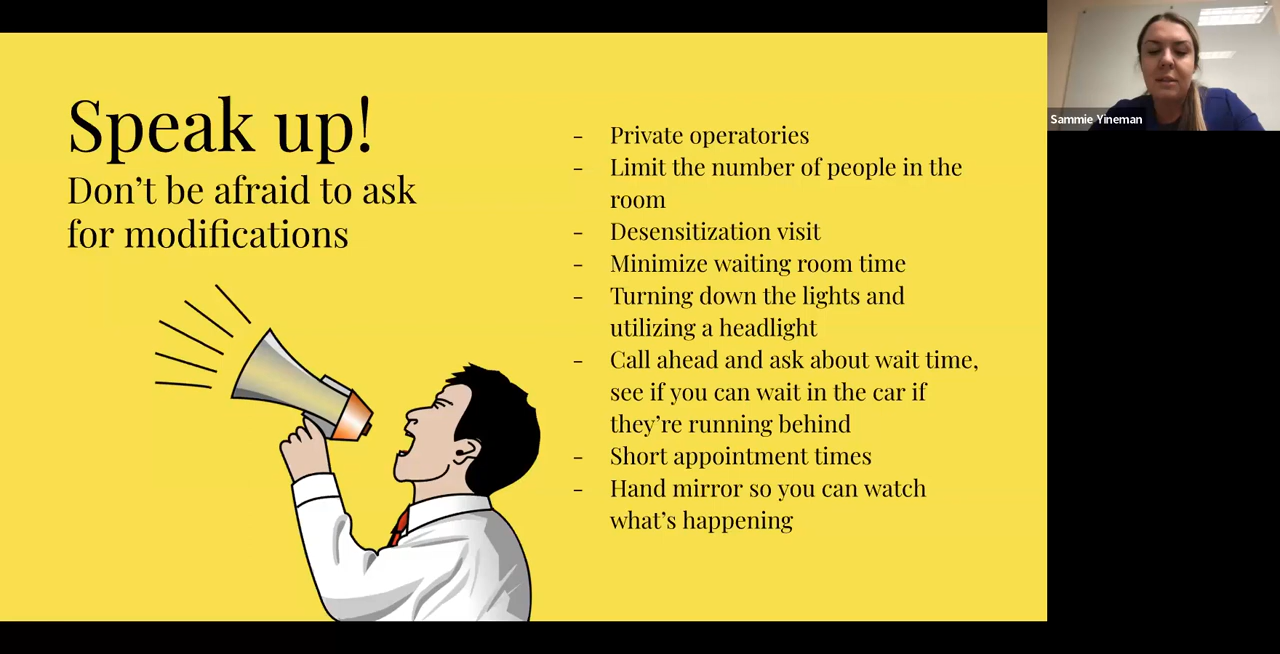 Speak up!
Don't be afraid to ask
for modifications
- Private operatories
- Limit the number of people in the
room
- Desensitization visit
- Minimize waiting room time
- Turning down the lights and
utilizing a headlight
- Call ahead and ask about wait time,
see if you can wait in the car if
they're running behind
- Short appointment times
- Hand mirror so you can watch
what's happening
Sammie Yineman